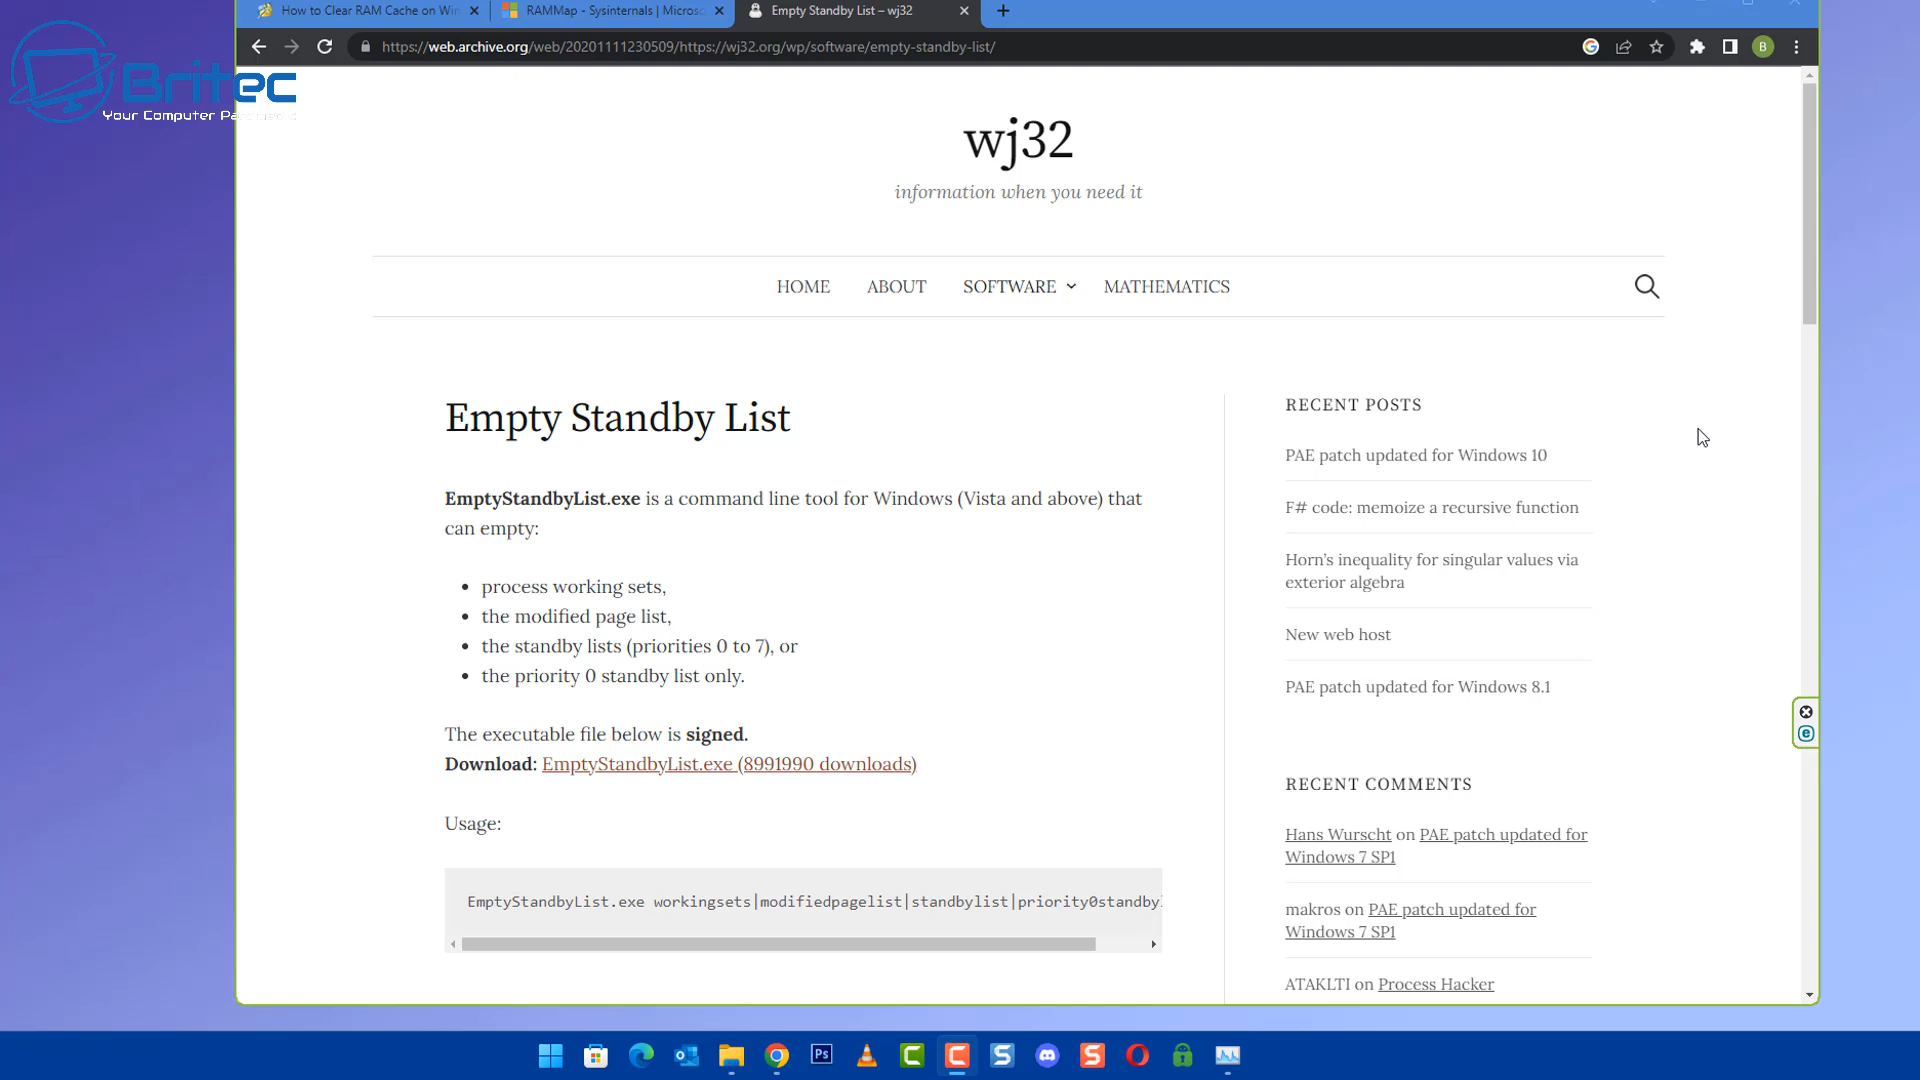 How to Clear RAM Cache on Win
RAMMap - Sysinternals | Micros
Empty Standby List – wj32
https://web.archive.org/web/20201111230509/https://wj32.org/wp/software/empty-standby-list/
B
Britec
Your Computer
wj32
information when you need it
HOME
ABOUT
SOFTWARE
MATHEMATICS
Empty Standby List
EmptyStandbyList.exe is a command line tool for Windows (Vista and above) that
can empty:
• process working sets,
• the modified page list,
• the standby lists (priorities 0 to 7), or
• the priority 0 standby list only.
The executable file below is signed.
Download: EmptyStandbyList.exe (8991990 downloads)
Usage:
EmptyStandbyList.exe workingsets|modifiedpagelist|standbylist|priority0standbyl
RECENT POSTS
PAE patch updated for Windows 10
F# code: memoize a recursive function
Horn's inequality for singular values via
exterior algebra
New web host
PAE patch updated for Windows 8.1
RECENT COMMENTS
Hans Wurscht on PAE patch updated for
Windows 7 SP1
makros on PAE patch updated for
Windows 7 SP1
ATAKLTI on Process Hacker
Ps